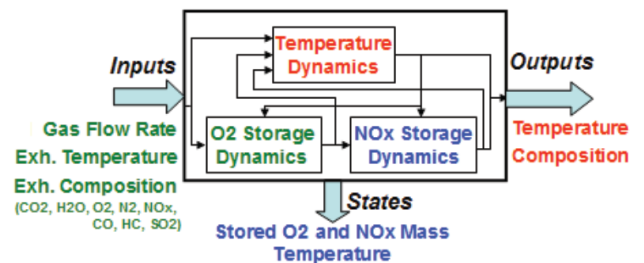 Temperature
Dynamics
Inputs
Outputs
Gas Flow Rate
Exh. Temperature
Exh. Composition
(CO2, H2O, O2, N2, NOx,
CO, HC, SO2)
O2 Storage
Dynamics
NOx Storage
Dynamics
Temperature
Composition
States
Stored O2 and NOx Mass
Temperature